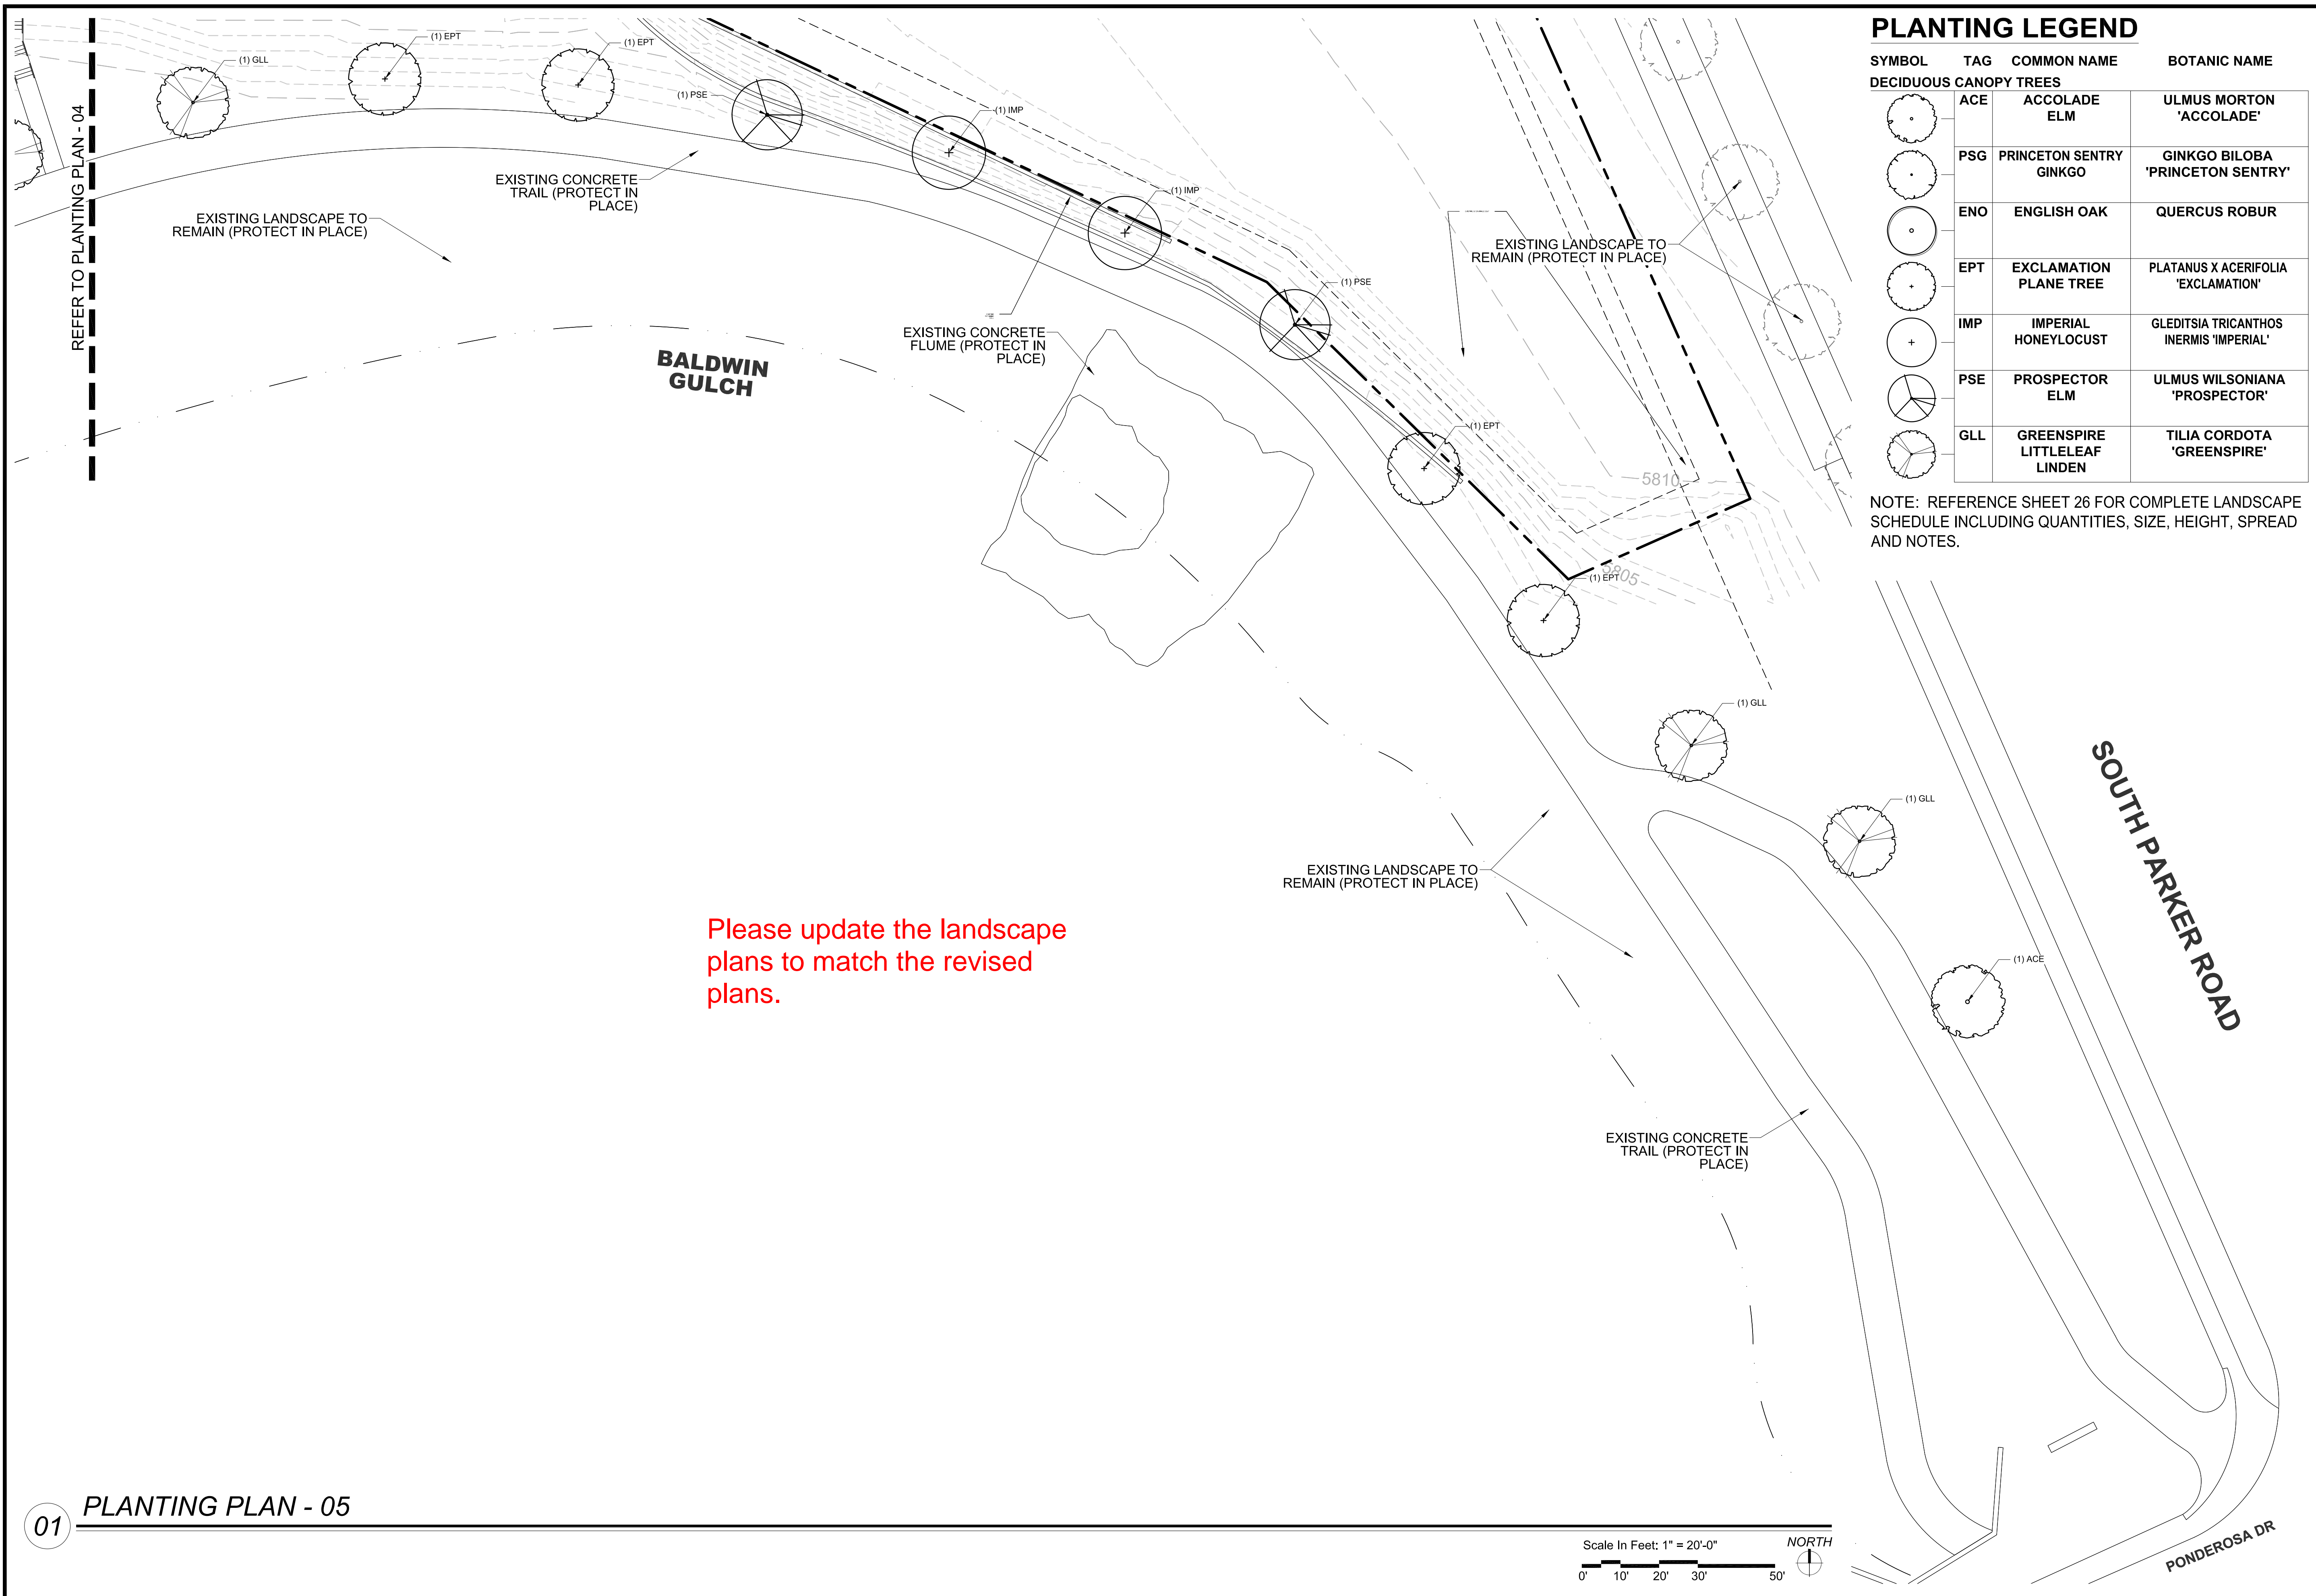 PLANTING LEGEND
SYMBOL TAG COMMON NAME BOTANIC NAME
DECIDUOUS CANOPY TREES
ACE ACCOLADE ELM ULMUS MORTON 'ACCOLADE'
PSG PRINCETON SENTRY GINKGO GINKGO BILOBA 'PRINCETON SENTRY'
ENO ENGLISH OAK QUERCUS ROBUR
EPT EXCLAMATION PLANE TREE PLATANUS X ACERIFOLIA 'EXCLAMATION'
IMP IMPERIAL HONEYLOCUST GLEDITSIA TRICANTHOS INERMIS 'IMPERIAL'
PSE PROSPECTOR ELM ULMUS WILSONIANA 'PROSPECTOR'
GLL GREENSPIRE LITTLELEAF LINDEN TILIA CORDOTA 'GREENSPIRE'
NOTE: REFERENCE SHEET 26 FOR COMPLETE LANDSCAPE
SCHEDULE INCLUDING QUANTITIES, SIZE, HEIGHT, SPREAD
AND NOTES.
REFER TO PLANTING PLAN - 04
(1) GLL
(1) EPT
(1) EPT
(1) PSE
(1) IMP
(1) IMP
(1) PSE
(1) EPT
(1) EPT
(1) GLL
(1) GLL
(1) ACE
EXISTING LANDSCAPE TO
REMAIN (PROTECT IN PLACE)
EXISTING CONCRETE
TRAIL (PROTECT IN
PLACE)
EXISTING CONCRETE
FLUME (PROTECT IN
PLACE)
EXISTING LANDSCAPE TO
REMAIN (PROTECT IN PLACE)
BALDWIN
GULCH
5810
5805
EXISTING LANDSCAPE TO
REMAIN (PROTECT IN PLACE)
Please update the landscape
plans to match the revised
plans.
SOUTH PARKER ROAD
EXISTING CONCRETE
TRAIL (PROTECT IN
PLACE)
PONDEROSA DR
01
PLANTING PLAN - 05
Scale In Feet: 1" = 20'-0"
NORTH
0' 10' 20' 30' 50'